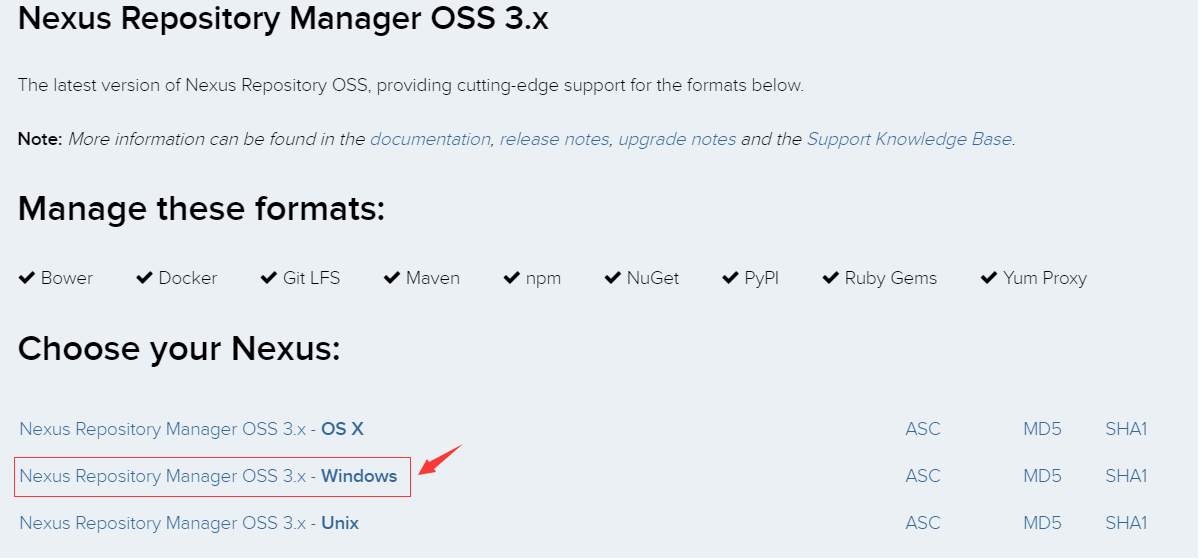 Nexus Repository Manager OSS 3.x
The latest version of Nexus Repository OSS, providing cutting-edge support for the formats below.
Note: More information can be found in the documentation, release notes, upgrade notes and the Support Knowledge Base.
Manage these formats:
Bower Docker Git LFS Maven npm NuGet PyPI Ruby Gems Yum Proxy
Choose your Nexus:
Nexus Repository Manager OSS 3.x - OS X ASC MD5 SHA1
Nexus Repository Manager OSS 3.x - Windows ASC MD5 SHA1
Nexus Repository Manager OSS 3.x - Unix ASC MD5 SHA1